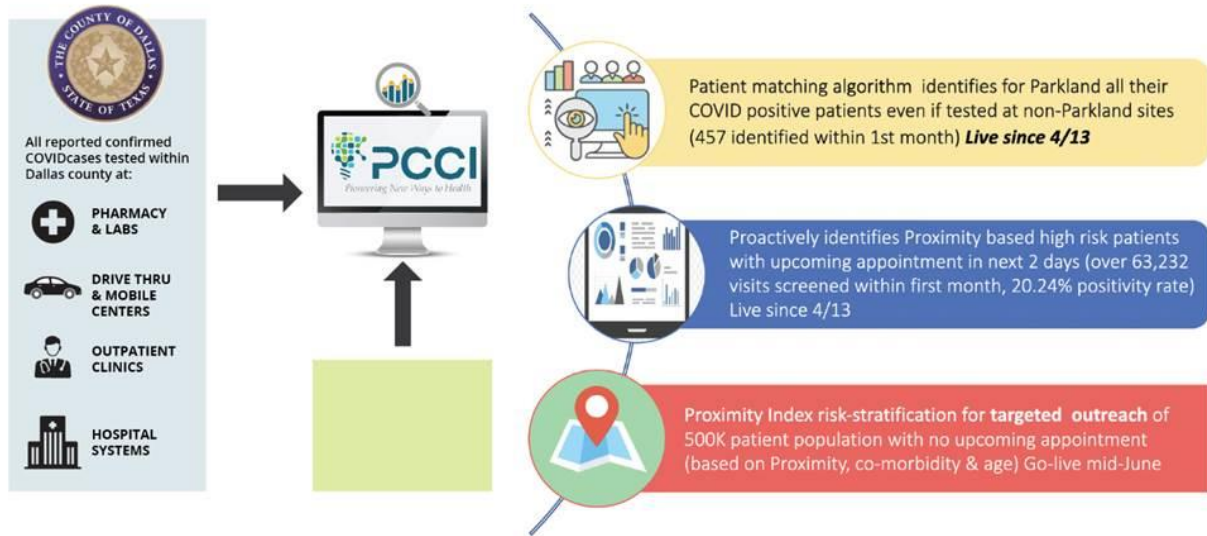 THE COUNTY OF DALLAS
STATE OF TEXAS
All reported confirmed
COVIDcases tested within
Dallas county at:
PHARMACY
& LABS
DRIVE THRU
& MOBILE
CENTERS
OUTPATIENT
CLINICS
HOSPITAL
SYSTEMS
PCCI
Pioneering New Ways to Health
Patient matching algorithm identifies for Parkland all their
COVID positive patients even if tested at non-Parkland sites
(457 identified within 1st month) Live since 4/13
Proactively identifies Proximity based high risk patients
with upcoming appointment in next 2 days (over 63,232
visits screened within first month, 20.24% positivity rate)
Live since 4/13
Proximity Index risk-stratification for targeted outreach of
500K patient population with no upcoming appointment
(based on Proximity, co-morbidity & age) Go-live mid-June